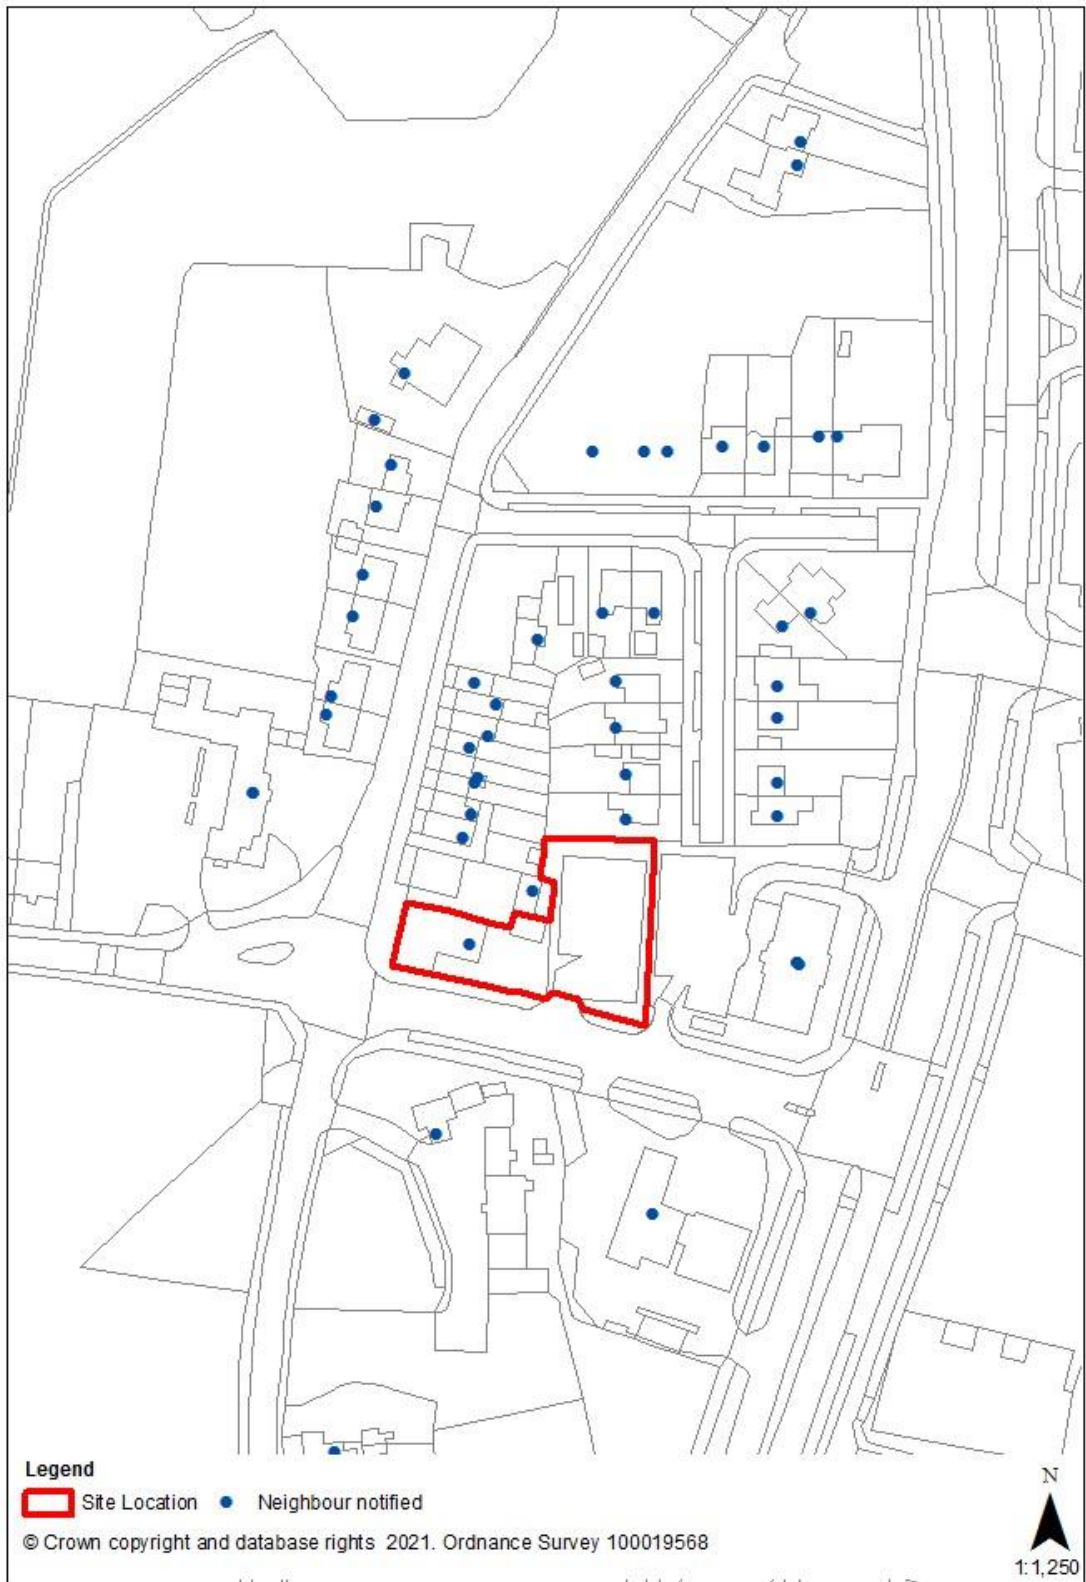 Legend
Site Location
Neighbour notified
© Crown copyright and database rights 2021. Ordnance Survey 100019568
N
1:1,250